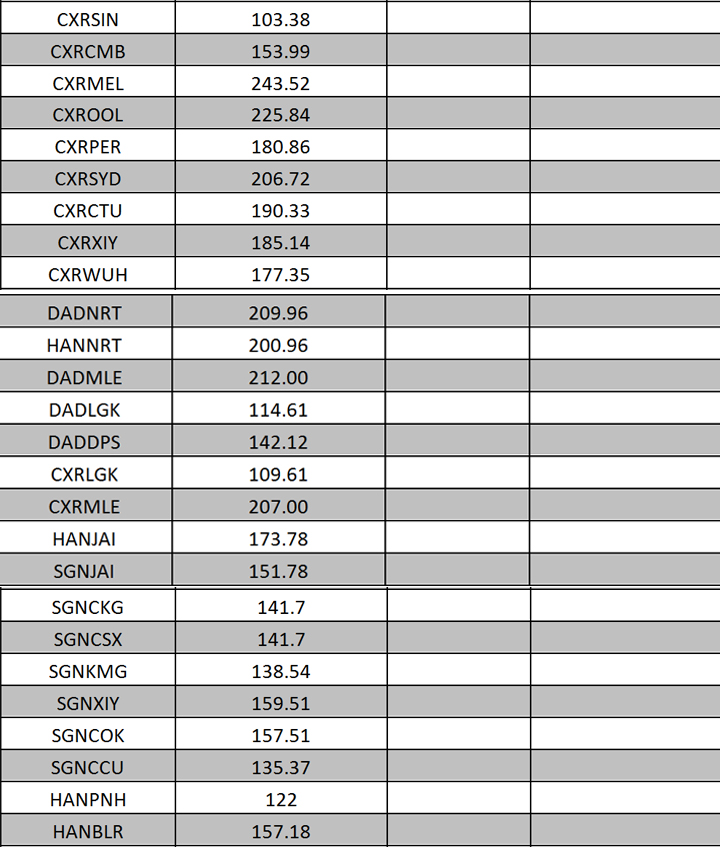 CXRSIN 103.38
CXRCMB 153.99
CXRMEL 243.52
CXROOL 225.84
CXRPER 180.86
CXRSYD 206.72
CXRCTU 190.33
CXRXIY 185.14
CXRWUH 177.35
DADNRT 209.96
HANNRT 200.96
DADMLE 212.00
DADLGK 114.61
DADDPS 142.12
CXRLGK 109.61
CXRMLE 207.00
HANJAI 173.78
SGNJAI 151.78
SGNCKG 141.7
SGNCSX 141.7
SGNKMG 138.54
SGNXIY 159.51
SGNCOK 157.51
SGNCCU 135.37
HANPNH 122
HANBLR 157.18